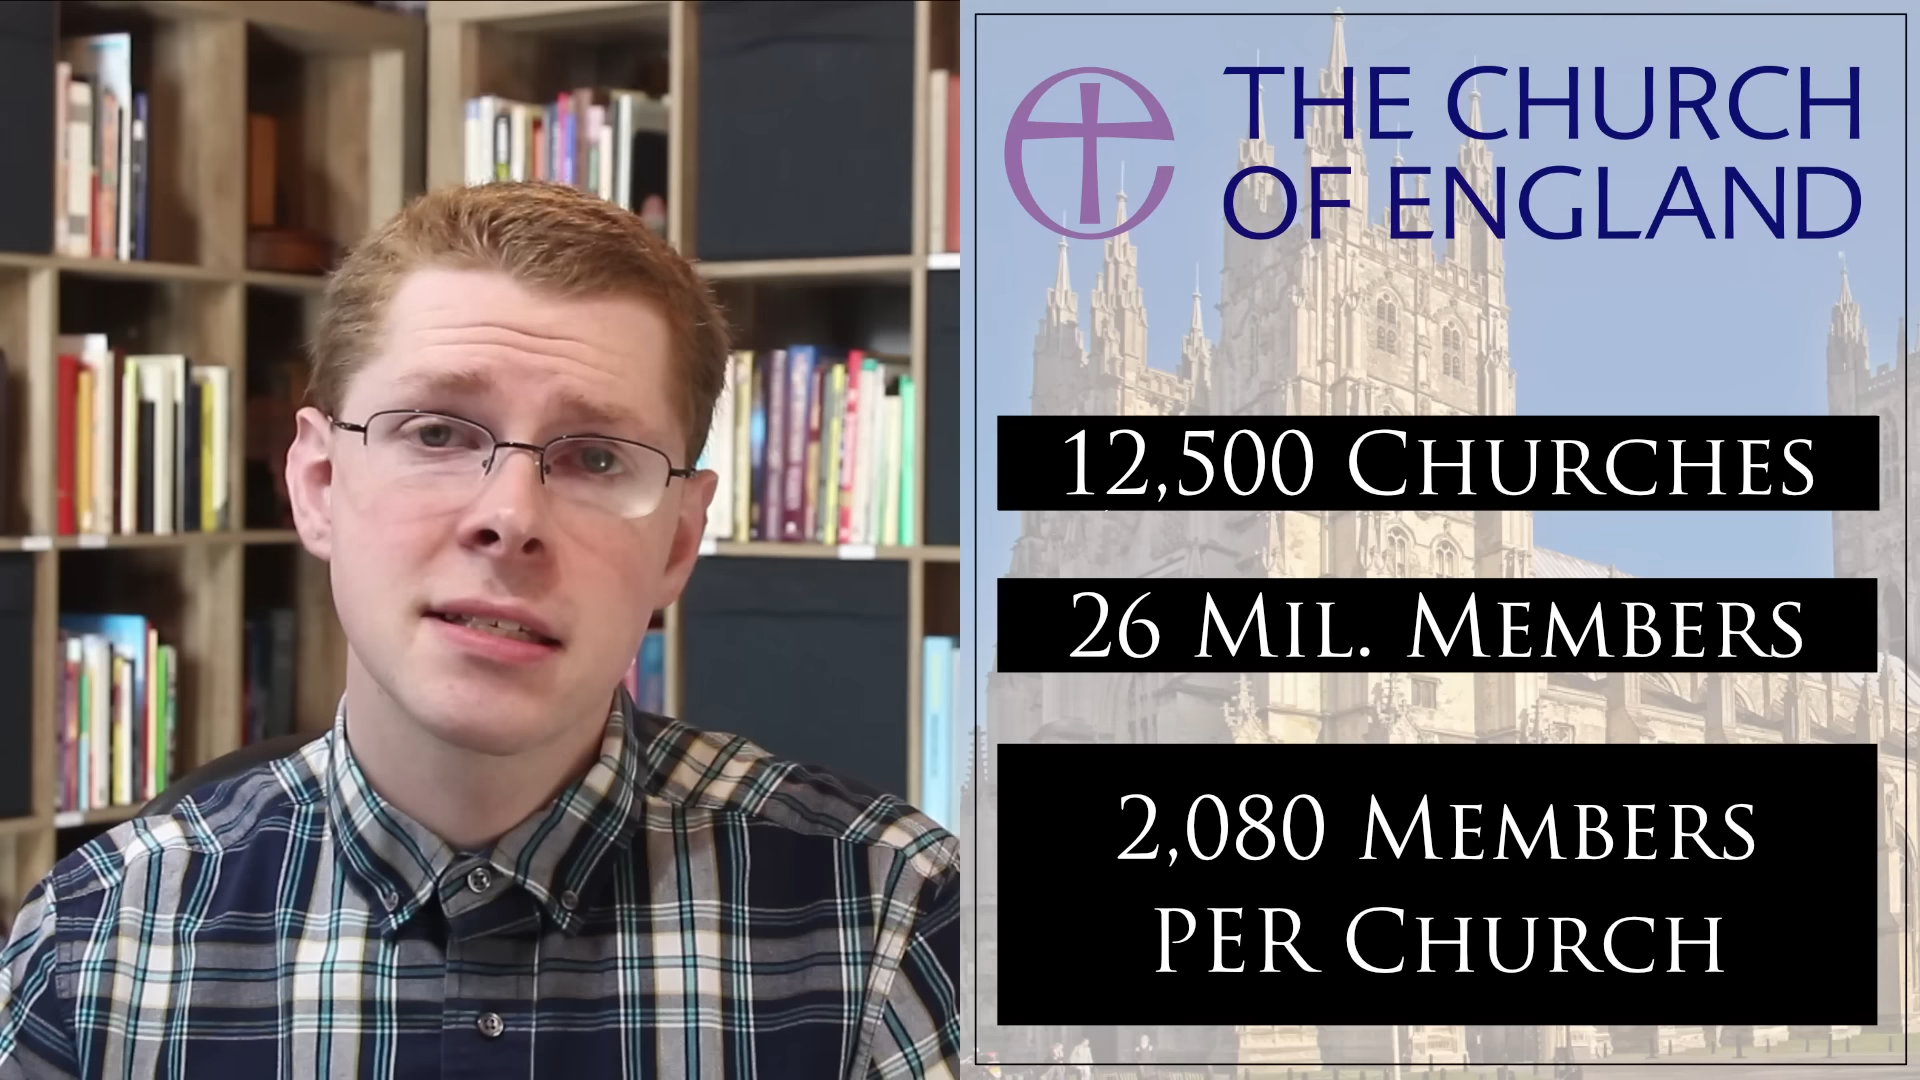 THE CHURCH
OF ENGLAND
12,500 CHURCHES
26 MIL. MEMBERS
2,080 MEMBERS
PER CHURCH